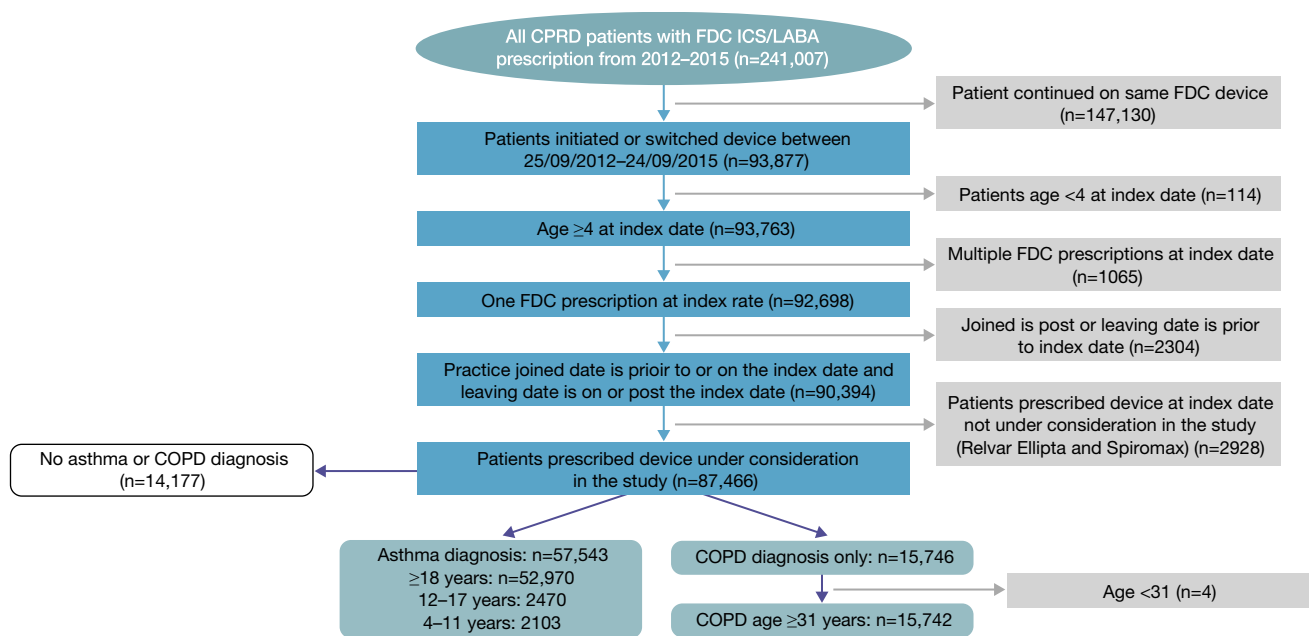 All CPRD patients with FDC ICS/LABA
prescription from 2012–2015 (n=241,007)
Patient continued on same FDC device
(n=147,130)
Patients initiated or switched device between
25/09/2012–24/09/2015 (n=93,877)
Patients age <4 at index date (n=114)
Age ≥4 at index date (n=93,763)
Multiple FDC prescriptions at index date
(n=1065)
One FDC prescription at index rate (n=92,698)
Joined is post or leaving date is prior
to index date (n=2304)
Practice joined date is prioir to or on the index date and
leaving date is on or post the index date (n=90,394)
Patients prescribed device at index date
not under consideration in the study
(Relvar Ellipta and Spiromax) (n=2928)
No asthma or COPD diagnosis
(n=14,177)
Patients prescribed device under consideration
in the study (n=87,466)
Asthma diagnosis: n=57,543
≥18 years: n=52,970
12–17 years: 2470
4–11 years: 2103
COPD diagnosis only: n=15,746
Age <31 (n=4)
COPD age ≥31 years: n=15,742